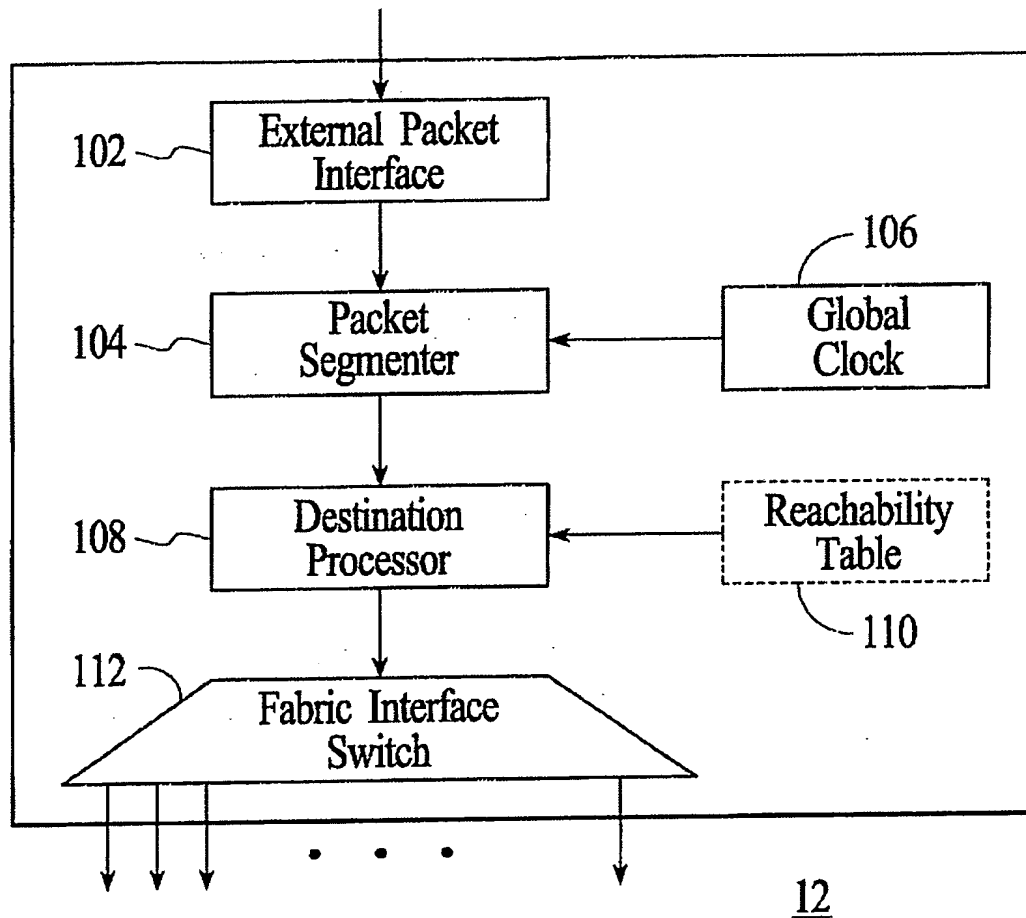 102
External Packet
Interface
106
104
Packet
Segmenter
Global
Clock
108
Destination
Processor
Reachability
Table
110
112
Fabric Interface
Switch
12